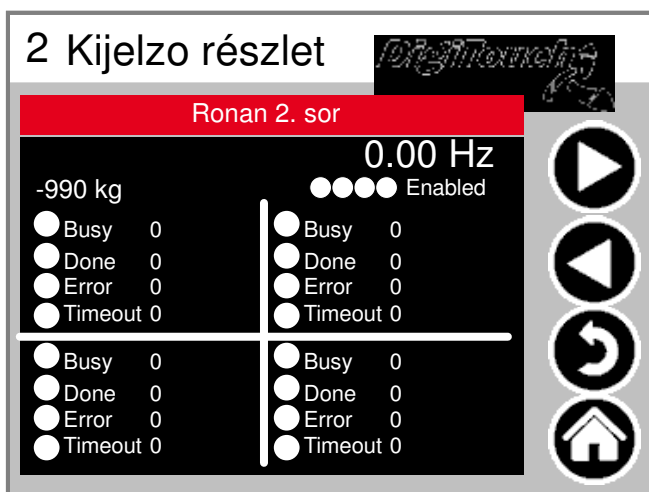 2 Kijelzo részlet
DigiTouch
Ronan 2. sor
0.00 Hz
-990 kg
Enabled
Busy 0
Done 0
Error 0
Timeout 0
Busy 0
Done 0
Error 0
Timeout 0
Busy 0
Done 0
Error 0
Timeout 0
Busy 0
Done 0
Error 0
Timeout 0